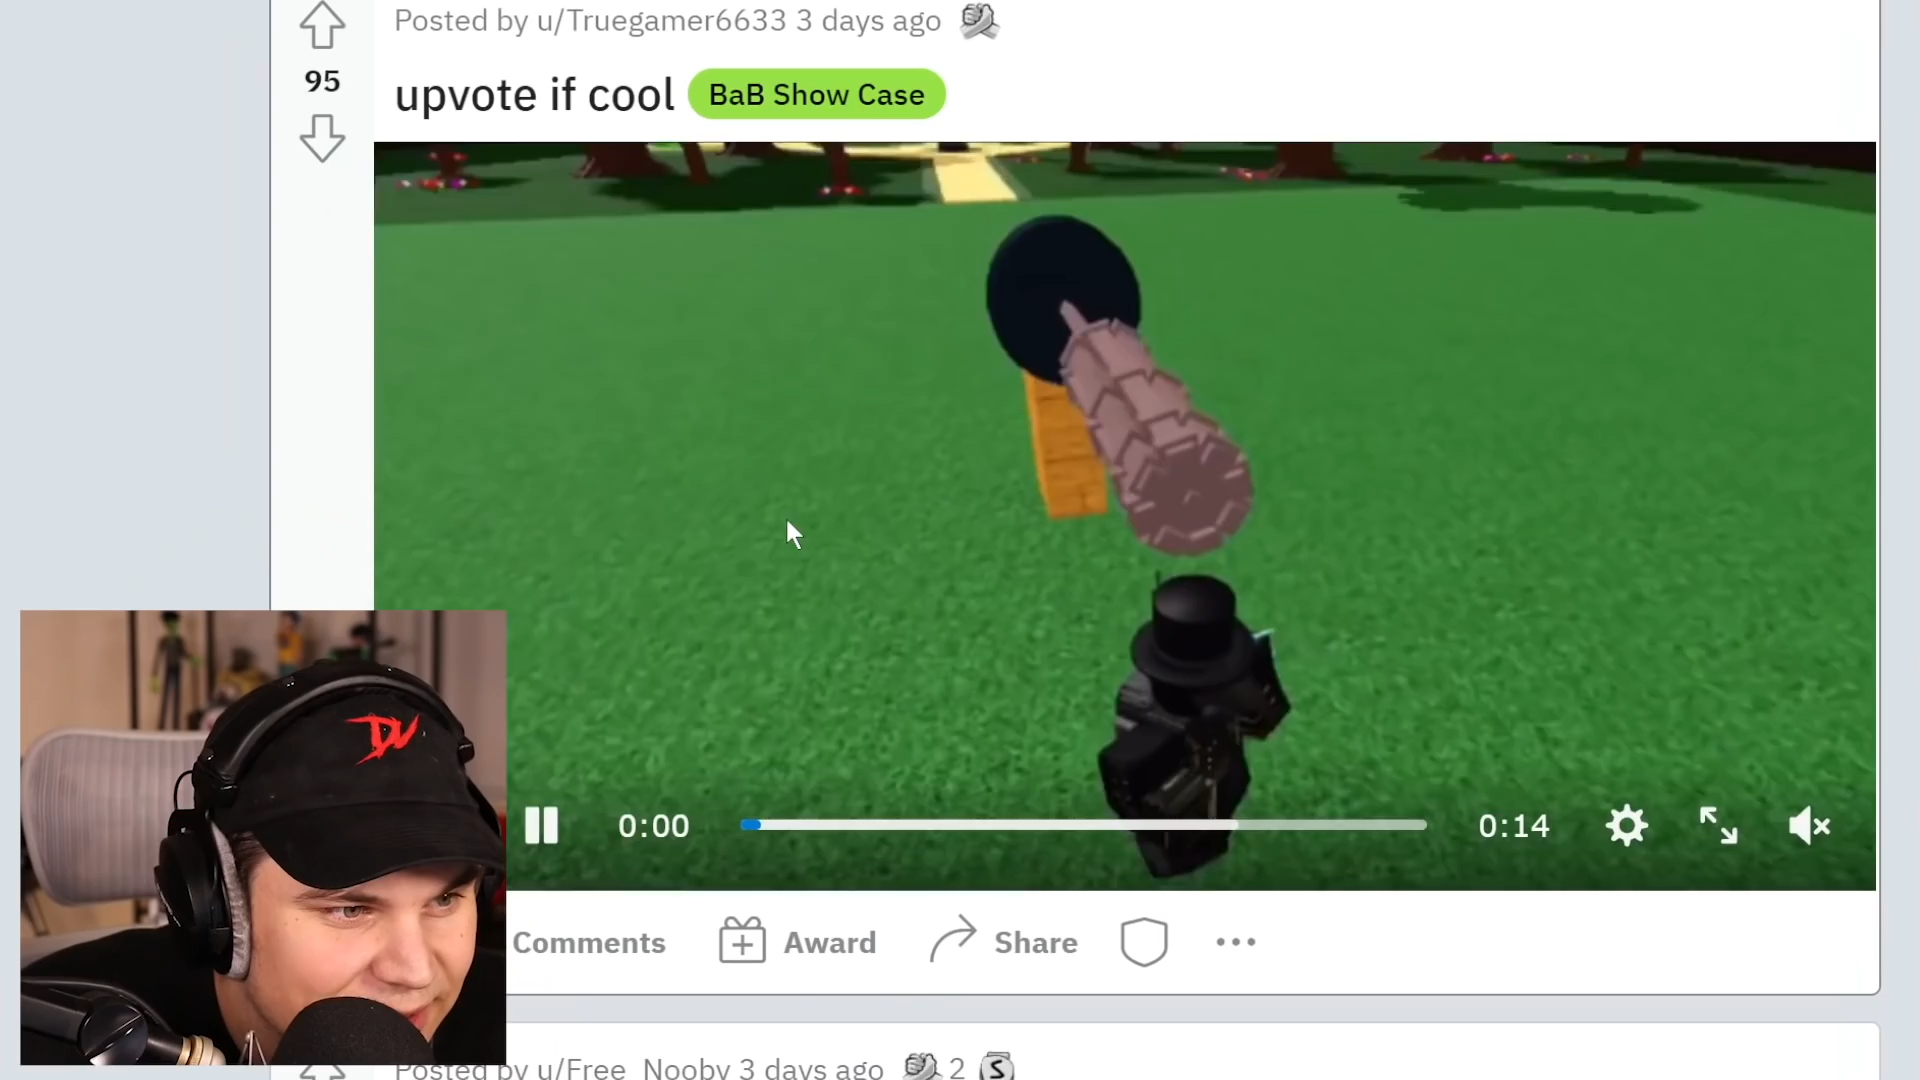 Posted by u/Truegamer6633 3 days ago
95
upvote if cool BaB Show Case
DV
0:00
0:14
Comments
Award
Share
Posted by u/Free_Nooby 3 days ago 2 S